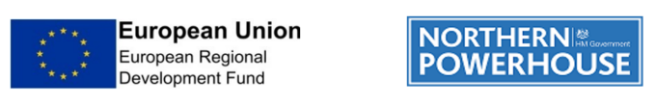 European Union
European Regional
Development Fund
NORTHERN
HM Government
POWERHOUSE